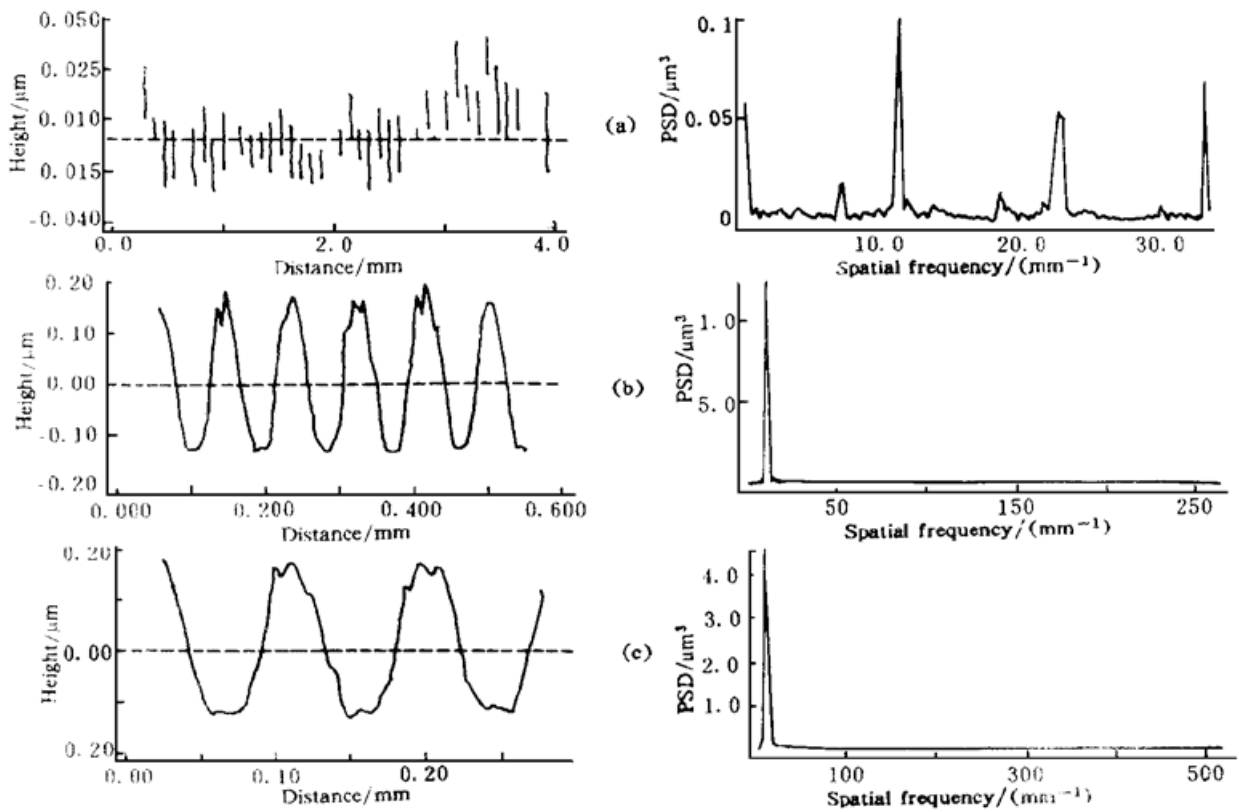 0.050
0.025
0.010
0.015
-0.040
Height/μm
0.0
2.0
4.0
Distance/mm
(a)
0.1
0.05
0
PSD/μm³
10.0
20.0
30.0
Spatial frequency/(mm⁻¹)
0.20
0.10
0.00
-0.10
-0.20
Height/μm
0.000
0.200
0.400
0.600
Distance/mm
(b)
1.0
5.0
PSD/μm³
50
150
250
Spatial frequency/(mm⁻¹)
0.20
0.00
0.20
Height/μm
0.00
0.10
0.20
Distance/mm
(c)
4.0
3.0
2.0
1.0
PSD/μm³
100
300
500
Spatial frequency/(mm⁻¹)